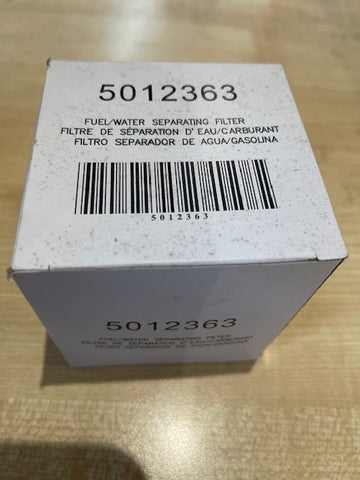 5012363
FUEL/WATER SEPARATING FILTER
FILTRE DE SÉPARATION D'EAU/CARBURANT
FILTRO SEPARADOR DE AGUA/GASOLINA
5012363
5012363
FUEL/WATER SEPARATING FILTER
FILTRE DE SÉPARATION D'EAU/CARBURANT
FILTRO SEPARADOR DE AGUA/GASOLINA